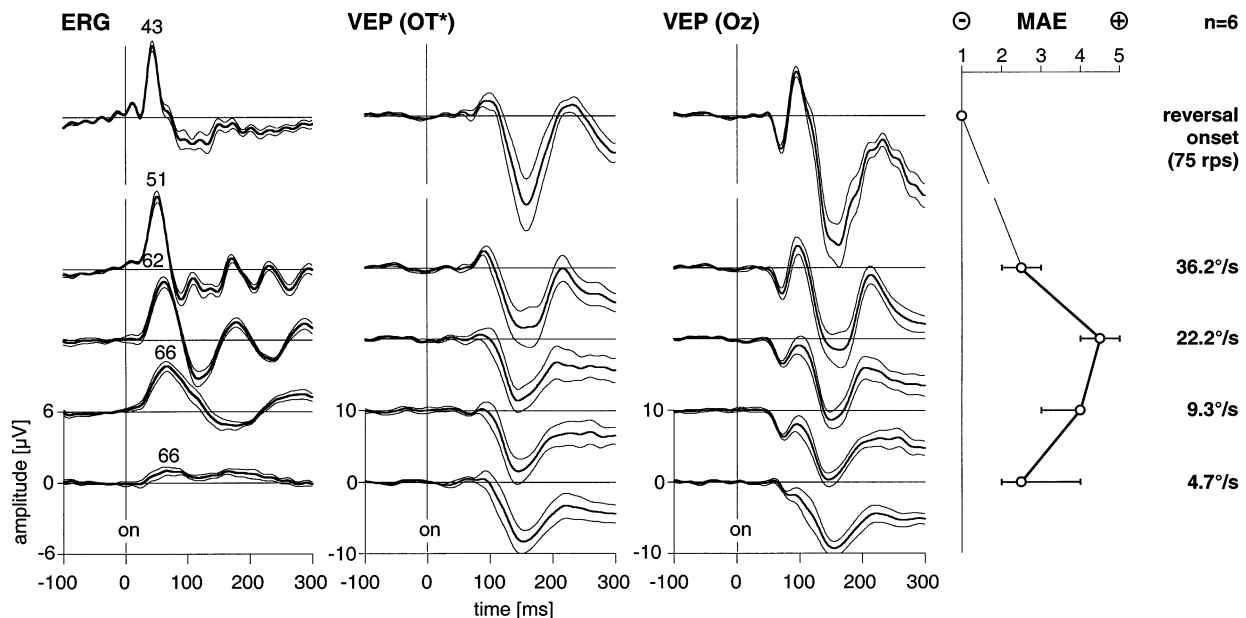 ERG VEP (OT*) VEP (Oz) ⊖ MAE ⊕ n=6
1 2 3 4 5
43
reversal
onset
(75 rps)
51
62
36.2°/s
22.2°/s
66
6 10 10 9.3°/s
66
0 0 0 4.7°/s
amplitude [µV]
on on on
-6 -10 -10
-100 0 100 200 300 -100 0 100 200 300 -100 0 100 200 300
time [ms]